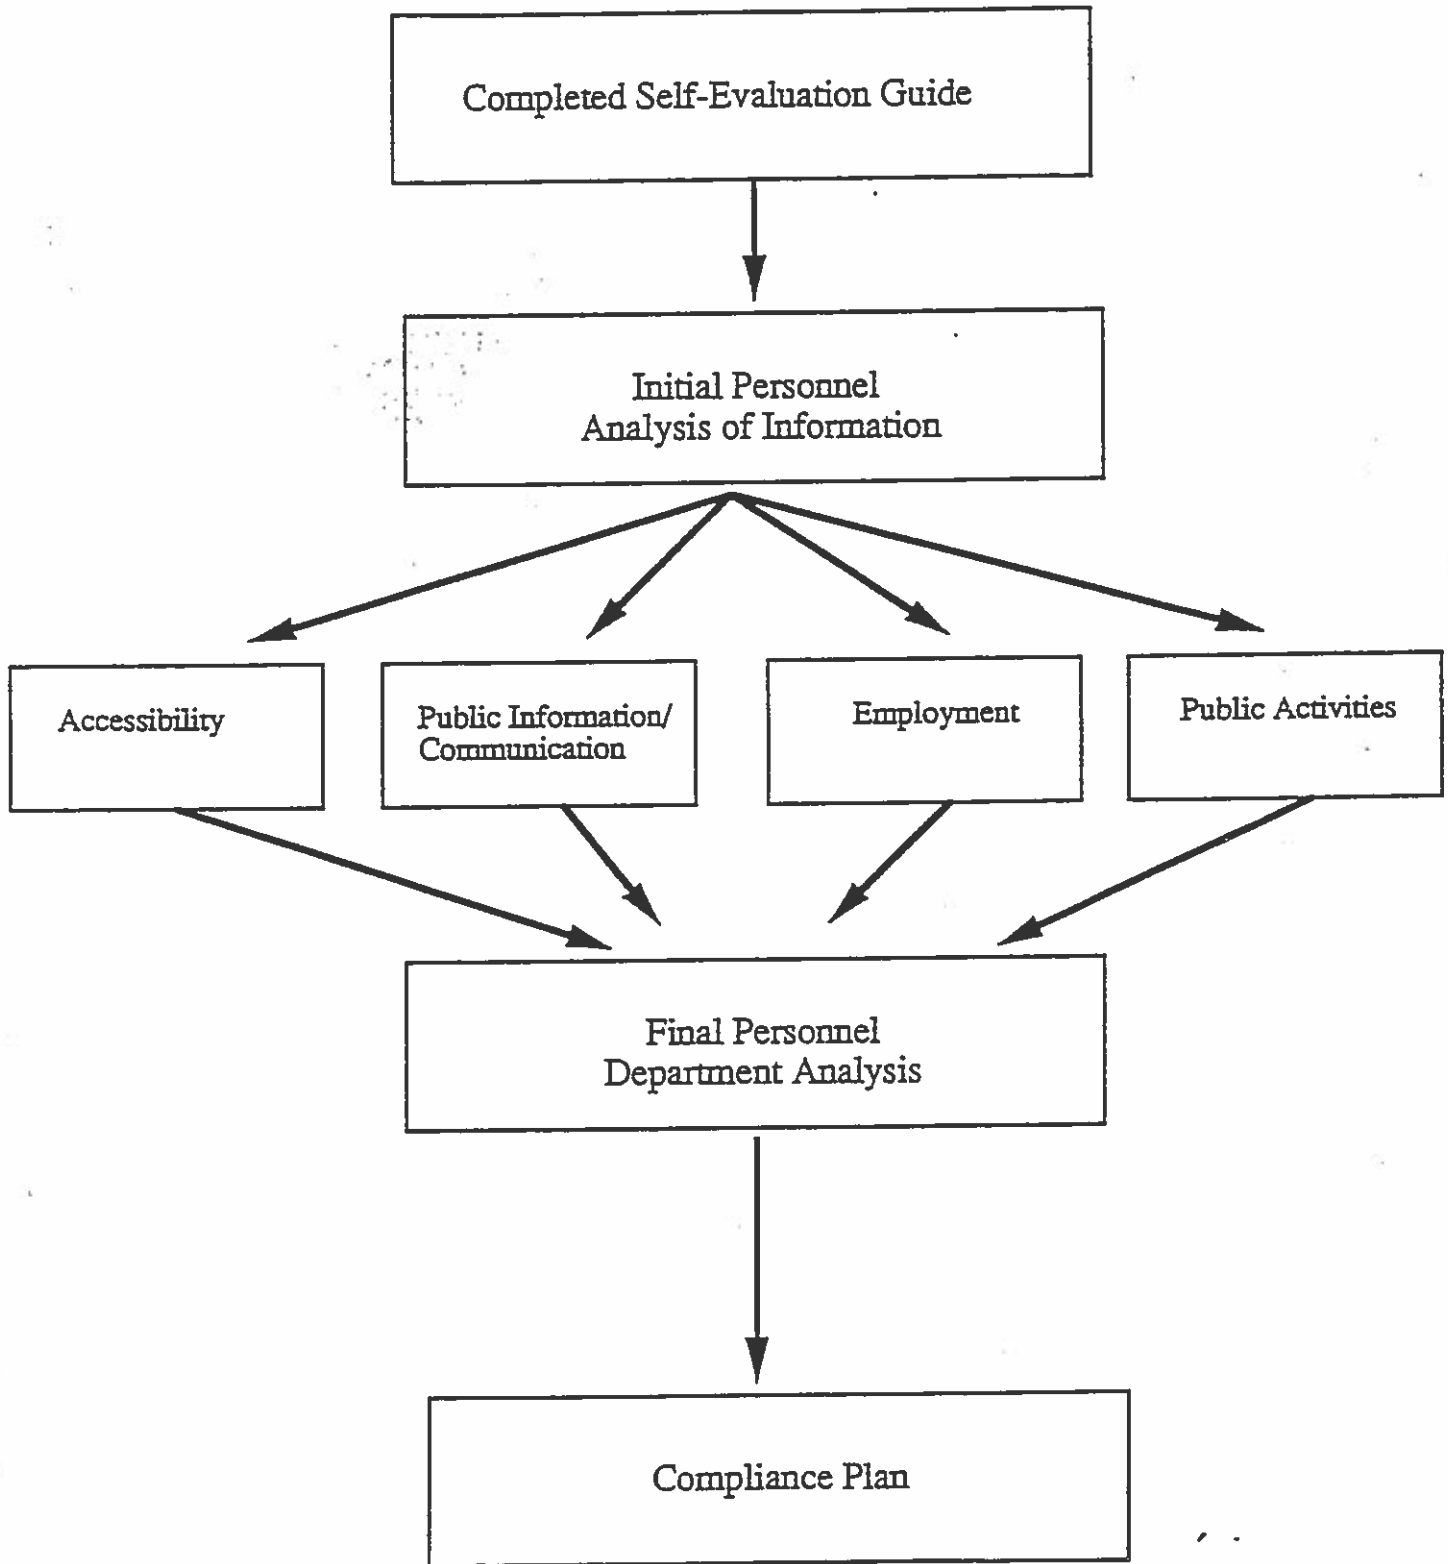 Completed Self-Evaluation Guide
Initial Personnel
Analysis of Information
Accessibility
Public Information/
Communication
Employment
Public Activities
Final Personnel
Department Analysis
Compliance Plan